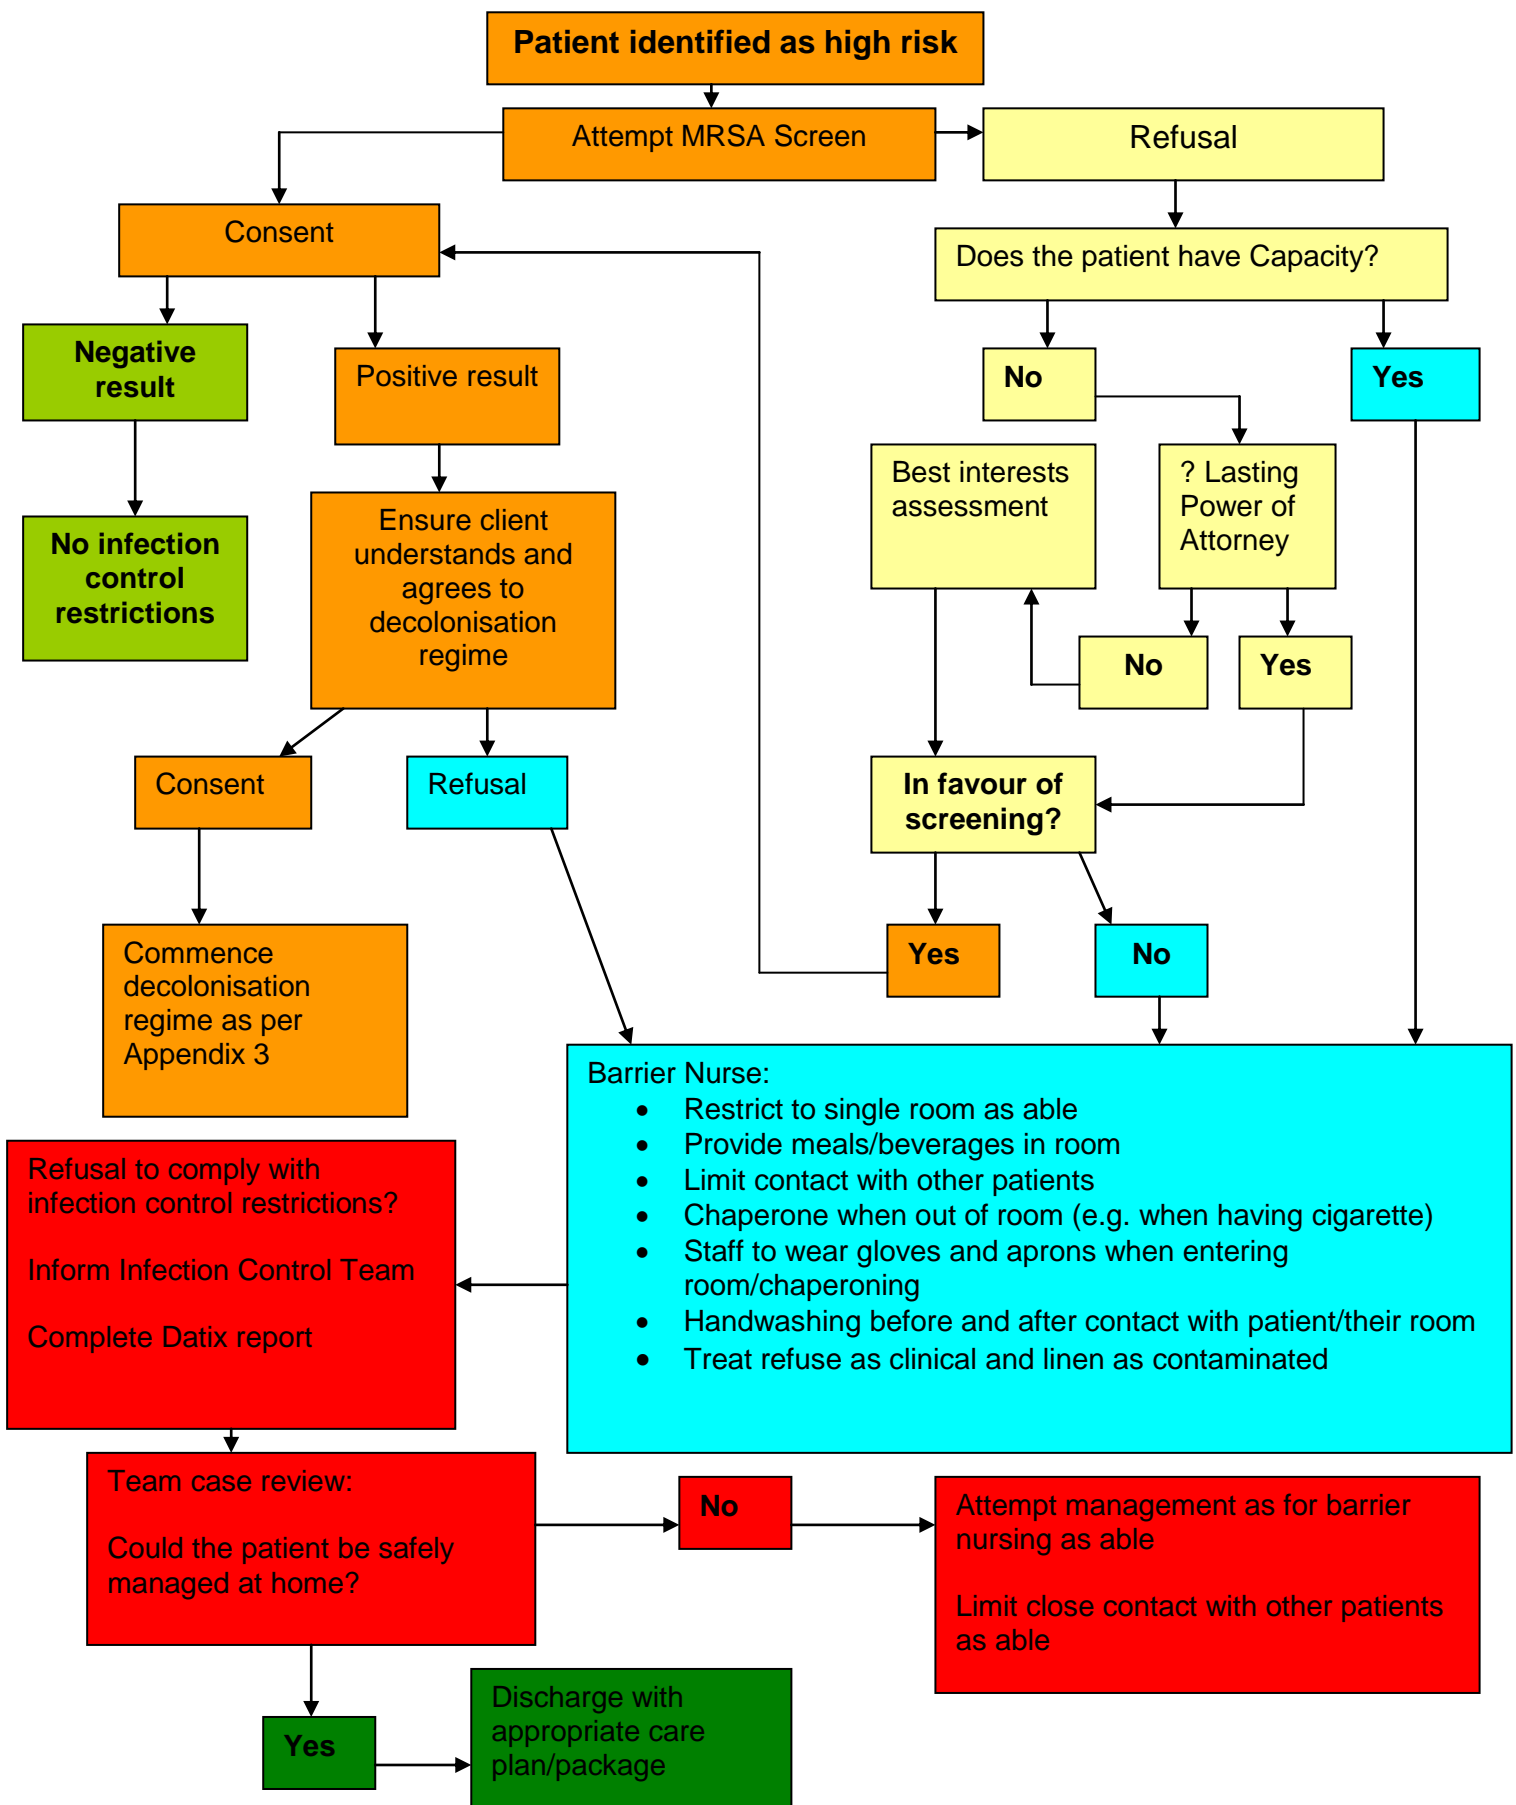 Patient identified as high risk
Attempt MRSA Screen
Refusal
Consent
Does the patient have Capacity?
Negative
result
Positive result
No
Yes
Best interests
assessment
? Lasting
Power of
Attorney
No infection
control
restrictions
Ensure client
understands and
agrees to
decolonisation
regime
No
Yes
Consent
Refusal
In favour of
screening?
Commence
decolonisation
regime as per
Appendix 3
Yes
No
Barrier Nurse:
• Restrict to single room as able
• Provide meals/beverages in room
• Limit contact with other patients
• Chaperone when out of room (e.g. when having cigarette)
• Staff to wear gloves and aprons when entering
room/chaperoning
• Handwashing before and after contact with patient/their room
• Treat refuse as clinical and linen as contaminated
Refusal to comply with
infection control restrictions?
Inform Infection Control Team
Complete Datix report
Team case review:
Could the patient be safely
managed at home?
No
Attempt management as for barrier
nursing as able
Limit close contact with other patients
as able
Yes
Discharge with
appropriate care
plan/package